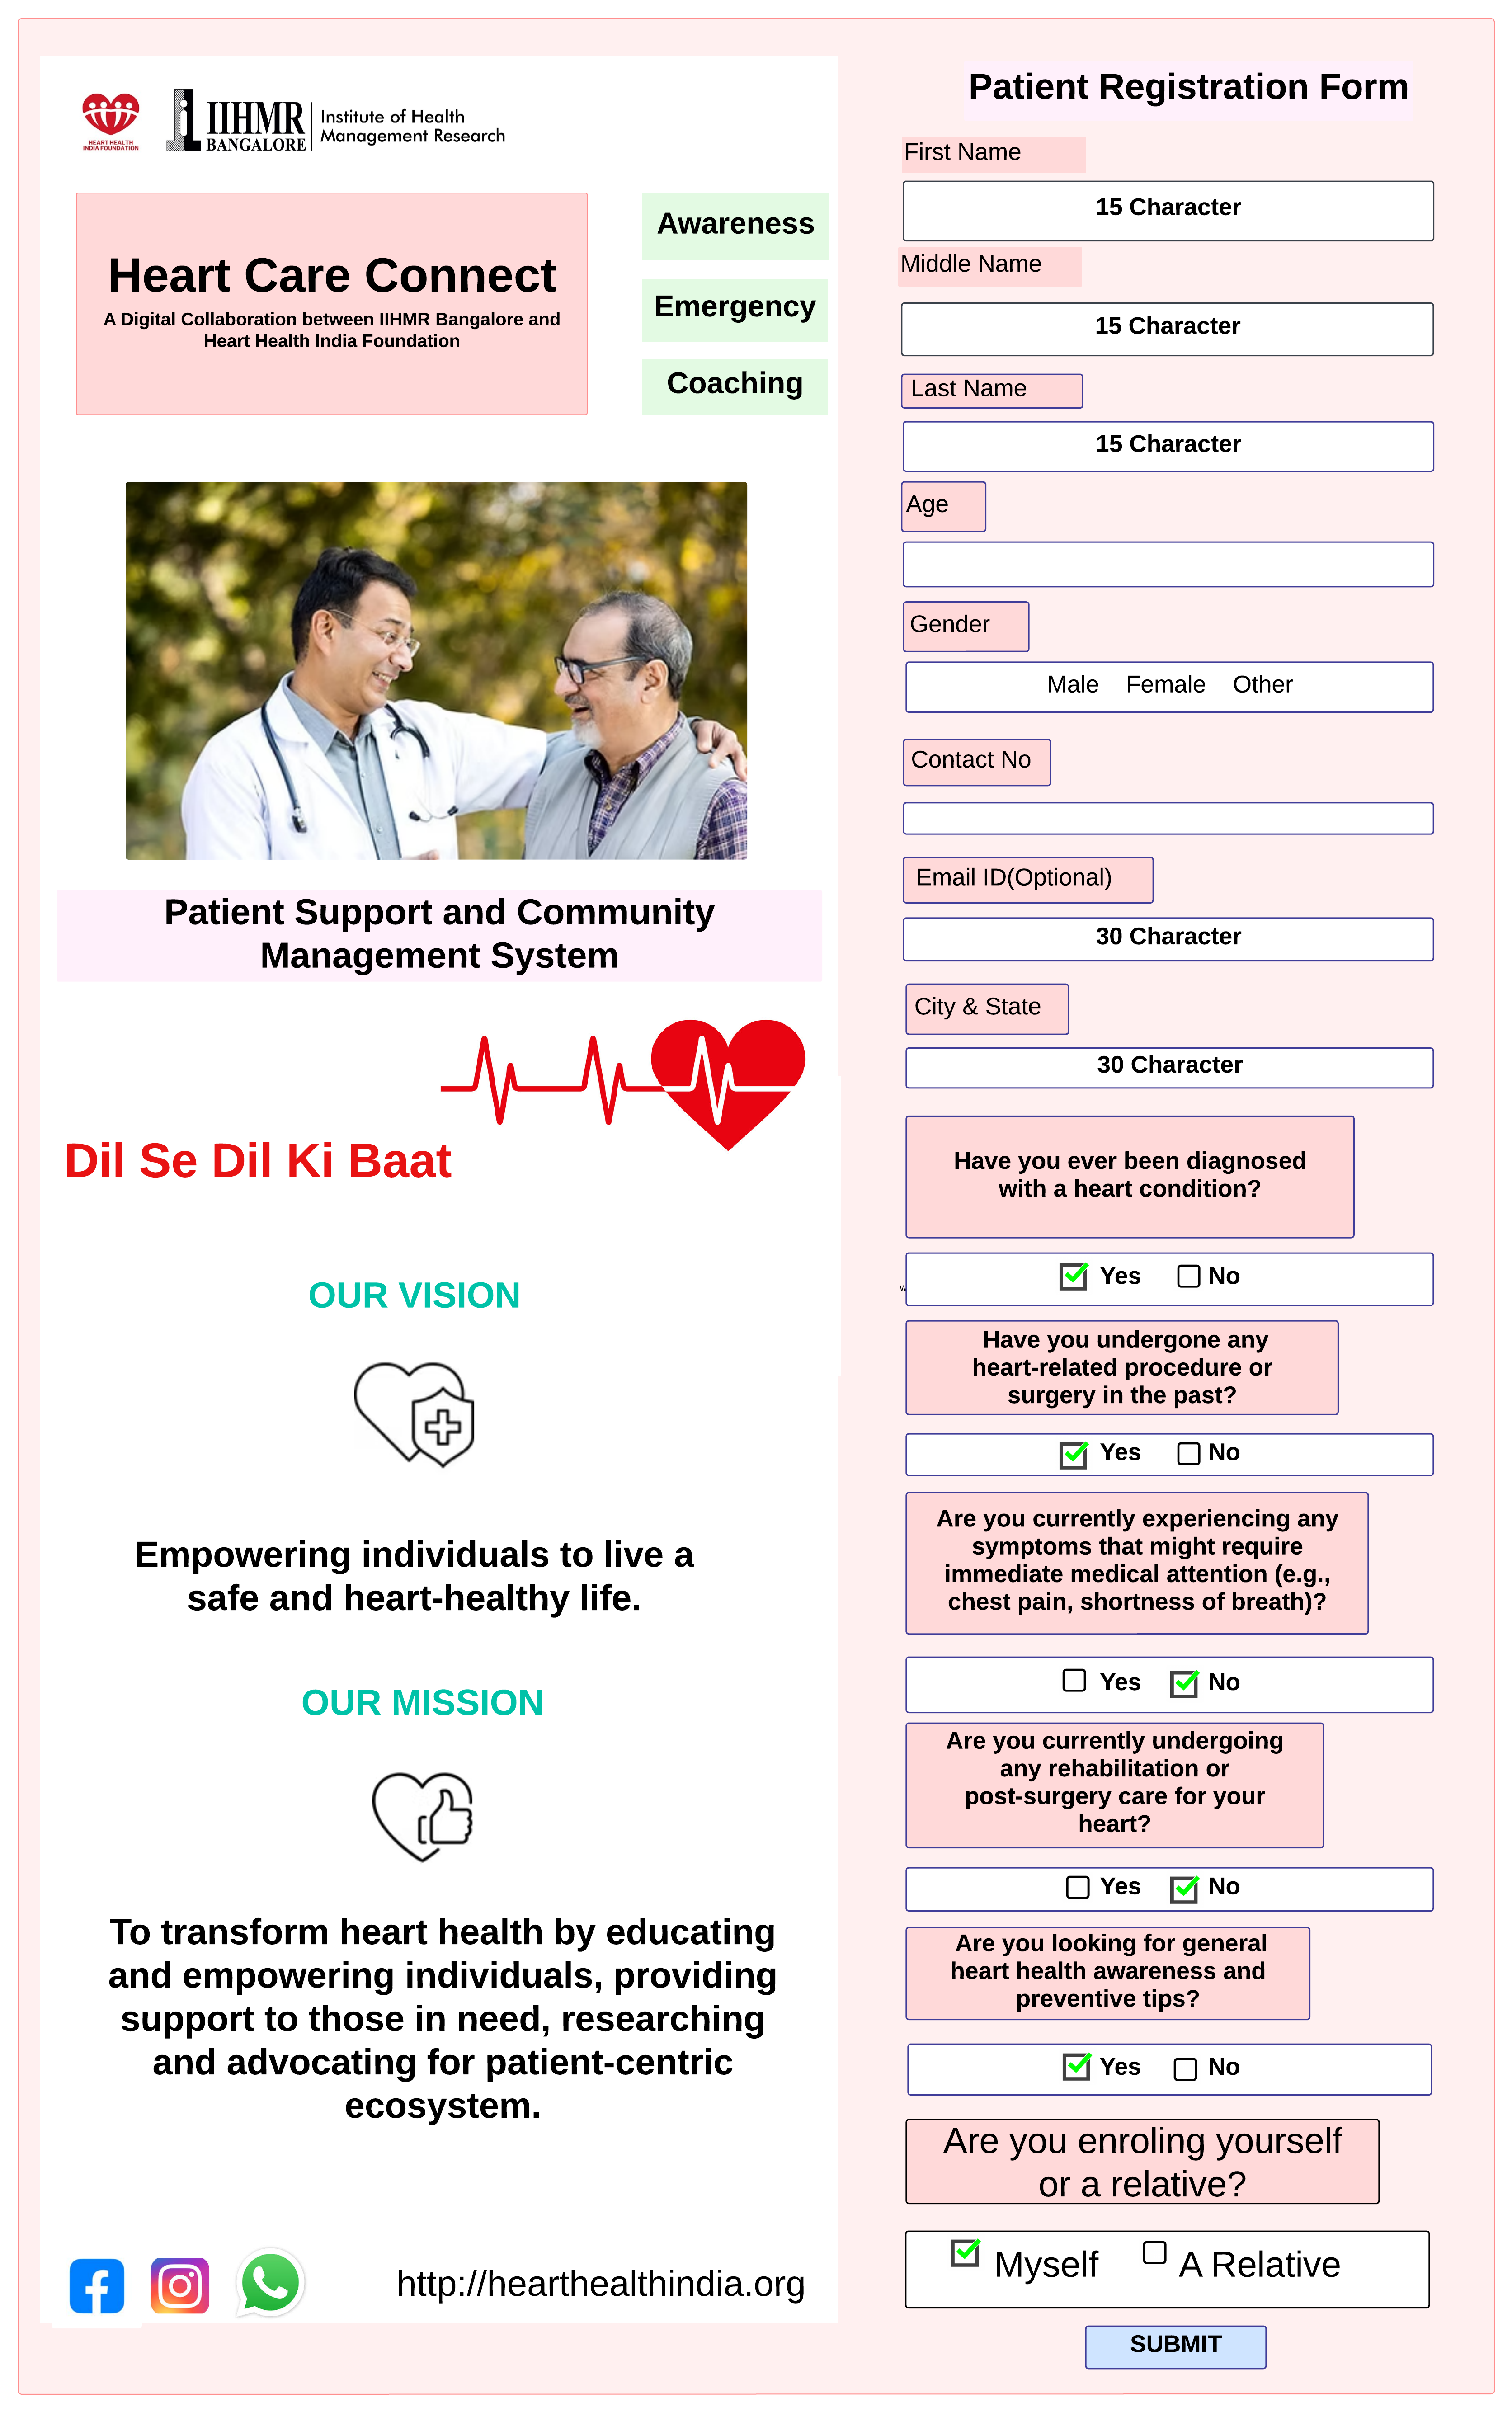 HEART HEALTH
INDIA FOUNDATION
IIHMR
BANGALORE
Institute of Health
Management Research
Heart Care Connect
A Digital Collaboration between IIHMR Bangalore and
Heart Health India Foundation
Awareness
Emergency
Coaching
Patient Support and Community
Management System
Dil Se Dil Ki Baat
OUR VISION
Empowering individuals to live a
safe and heart-healthy life.
OUR MISSION
To transform heart health by educating
and empowering individuals, providing
support to those in need, researching
and advocating for patient-centric
ecosystem.
http://hearthealthindia.org
Patient Registration Form
First Name
15 Character
Middle Name
15 Character
Last Name
15 Character
Age
Gender
Male Female Other
Contact No
Email ID(Optional)
30 Character
City & State
30 Character
Have you ever been diagnosed
with a heart condition?
Yes No
Have you undergone any
heart-related procedure or
surgery in the past?
Yes No
Are you currently experiencing any
symptoms that might require
immediate medical attention (e.g.,
chest pain, shortness of breath)?
Yes No
Are you currently undergoing
any rehabilitation or
post-surgery care for your
heart?
Yes No
Are you looking for general
heart health awareness and
preventive tips?
Yes No
Are you enroling yourself
or a relative?
Myself A Relative
SUBMIT